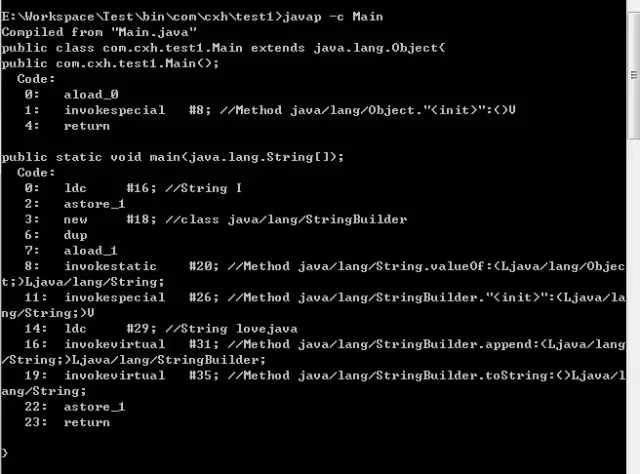 E:\Workspace\Test\bin\com\cxh\test1>javap -c Main
Compiled from "Main.java"
public class com.cxh.test1.Main extends java.lang.Object{
public com.cxh.test1.Main();
  Code:
   0:   aload_0
   1:   invokespecial   #8; //Method java/lang/Object."<init>":()V
   4:   return

public static void main(java.lang.String[]);
  Code:
   0:   ldc     #16; //String I
   2:   astore_1
   3:   new     #18; //class java/lang/StringBuilder
   6:   dup
   7:   aload_1
   8:   invokestatic    #20; //Method java/lang/String.valueOf:(Ljava/lang/Objec
t;)Ljava/lang/String;
   11:  invokespecial   #26; //Method java/lang/StringBuilder."<init>":(Ljava/la
ng/String;)V
   14:  ldc     #29; //String lovejava
   16:  invokevirtual   #31; //Method java/lang/StringBuilder.append:(Ljava/lang
/String;)Ljava/lang/StringBuilder;
   19:  invokevirtual   #35; //Method java/lang/StringBuilder.toString:()Ljava/l
ang/String;
   22:  astore_1
   23:  return

}